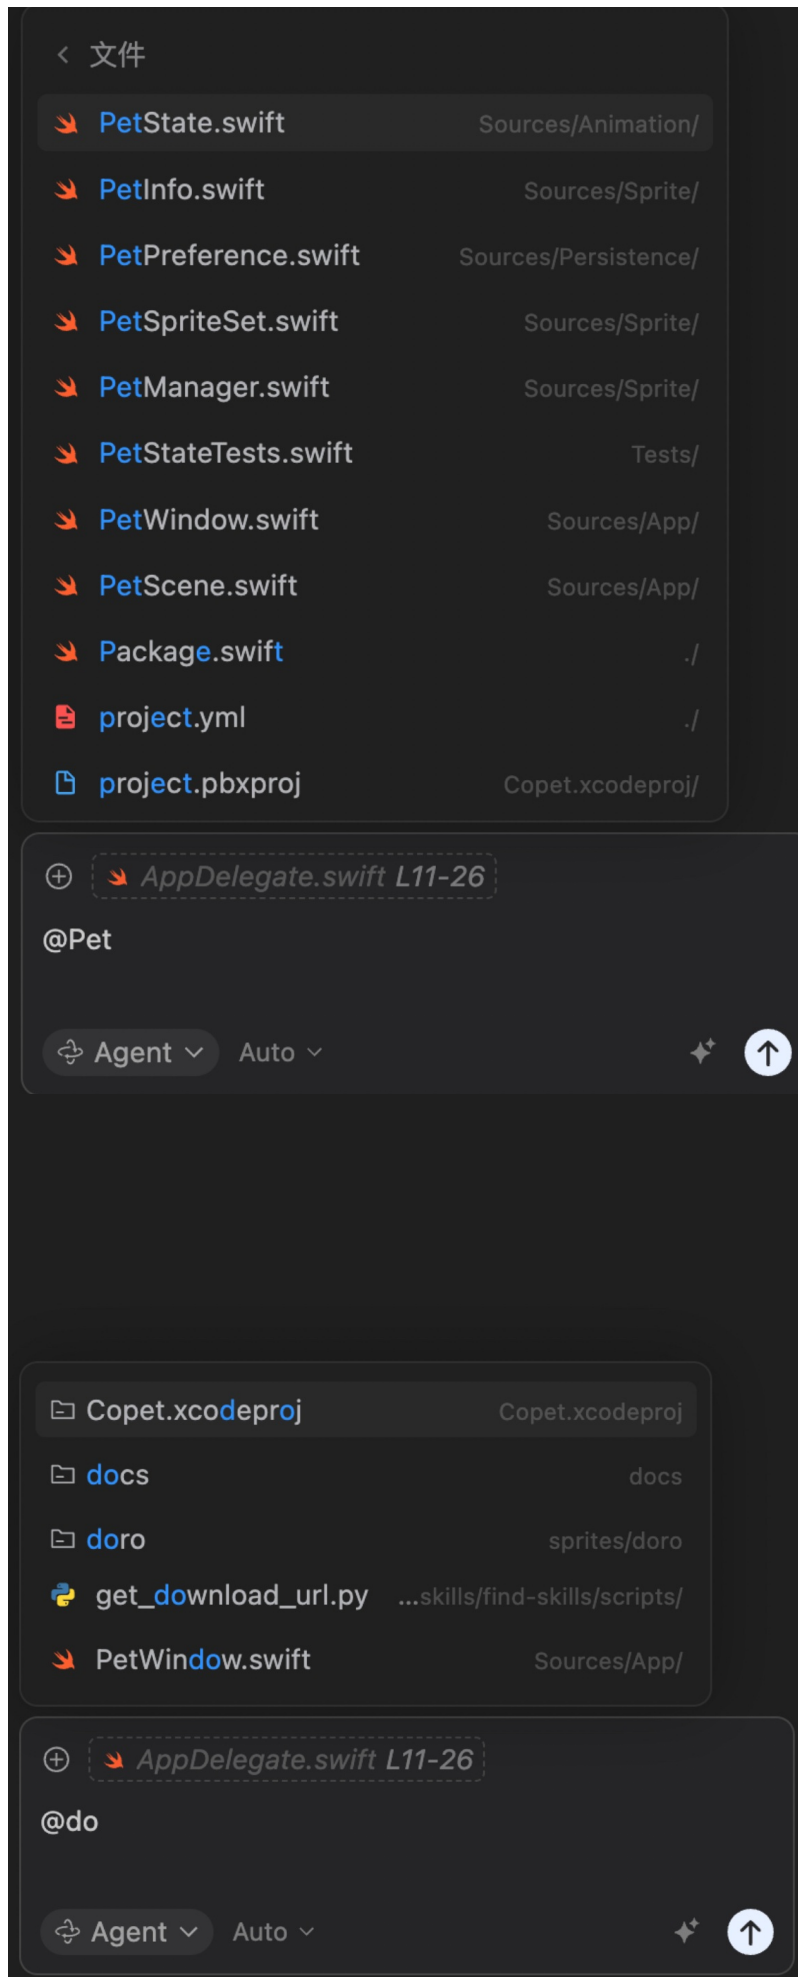 文件
PetState.swift Sources/Animation/
PetInfo.swift Sources/Sprite/
PetPreference.swift Sources/Persistence/
PetSpriteSet.swift Sources/Sprite/
PetManager.swift Sources/Sprite/
PetStateTests.swift Tests/
PetWindow.swift Sources/App/
PetScene.swift Sources/App/
Package.swift ./
project.yml ./
project.pbxproj Copet.xcodeproj/
AppDelegate.swift L11-26
@Pet
Agent Auto
Copet.xcodeproj Copet.xcodeproj
docs docs
doro sprites/doro
get_download_url.py ...skills/find-skills/scripts/
PetWindow.swift Sources/App/
AppDelegate.swift L11-26
@do
Agent Auto